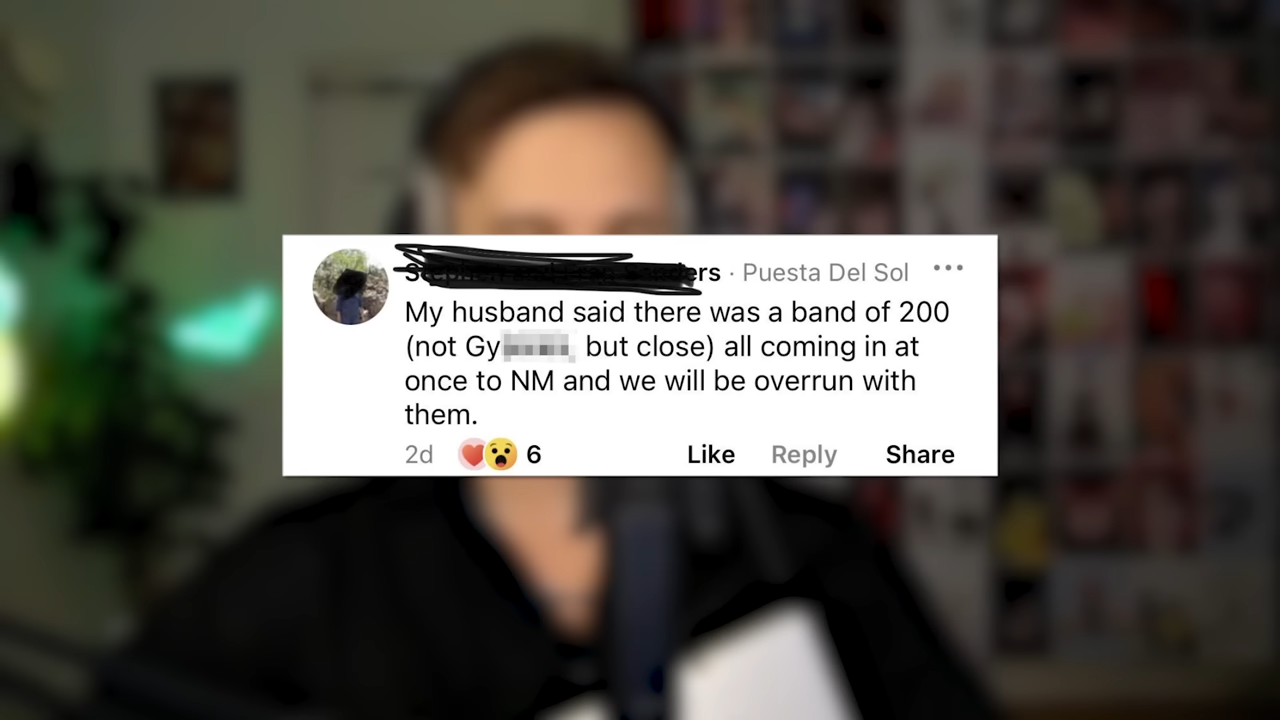 ers · Puesta Del Sol
My husband said there was a band of 200
(not Gy but close) all coming in at
once to NM and we will be overrun with
them.
2d 6 Like Reply Share